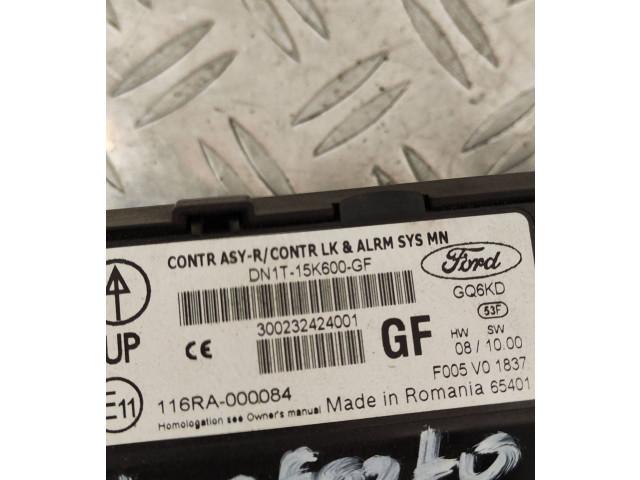 CONTR ASY-R/CONTR LK & ALRM SYS MN
DN1T-15K600-GF
Ford
GQ6KD
53F
300232424001
GF
HW SW
08 / 10.00
UP
CE
F005 V0 1837
E11
116RA-000084
Homologation see Owner's manual
Made in Romania 65401